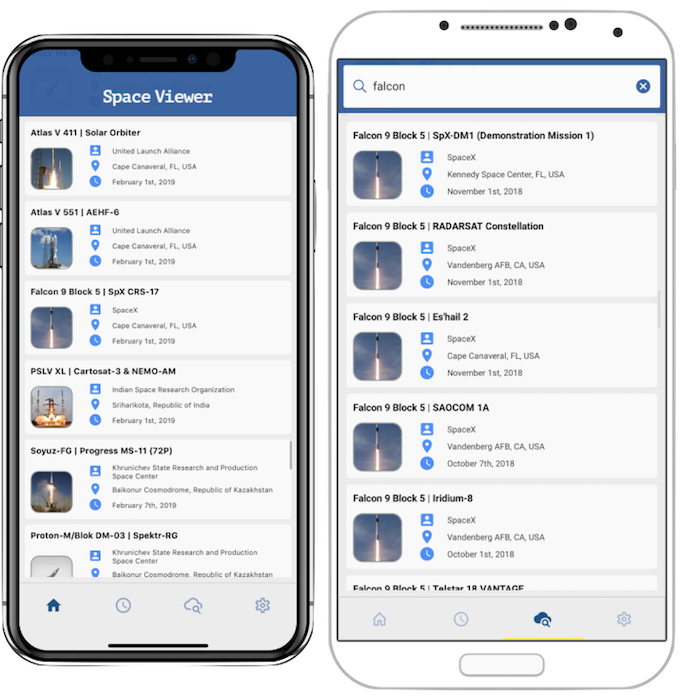 Space Viewer
Atlas V 411 | Solar Orbiter
United Launch Alliance
Cape Canaveral, FL, USA
February 1st, 2019
Atlas V 551 | AEHF-6
United Launch Alliance
Cape Canaveral, FL, USA
February 1st, 2019
Falcon 9 Block 5 | SpX CRS-17
SpaceX
Cape Canaveral, FL, USA
February 1st, 2019
PSLV XL | Cartosat-3 & NEMO-AM
Indian Space Research Organization
Sriharikota, Republic of India
February 1st, 2019
Soyuz-FG | Progress MS-11 (72P)
Khrunichev State Research and Production
Space Center
Baikonur Cosmodrome, Republic of Kazakhstan
February 7th, 2019
Proton-M/Blok DM-03 | Spektr-RG
Khrunichev State Research and Production
Space Center
Baikonur Cosmodrome, Republic of Kazakhstan
falcon
Falcon 9 Block 5 | SpX-DM1 (Demonstration Mission 1)
SpaceX
Kennedy Space Center, FL, USA
November 1st, 2018
Falcon 9 Block 5 | RADARSAT Constellation
SpaceX
Vandenberg AFB, CA, USA
November 1st, 2018
Falcon 9 Block 5 | Es'hail 2
SpaceX
Cape Canaveral, FL, USA
November 1st, 2018
Falcon 9 Block 5 | SAOCOM 1A
SpaceX
Vandenberg AFB, CA, USA
October 7th, 2018
Falcon 9 Block 5 | Iridium-8
SpaceX
Vandenberg AFB, CA, USA
October 1st, 2018
Falcon 9 Block 5 | Telstar 18 VANTAGE